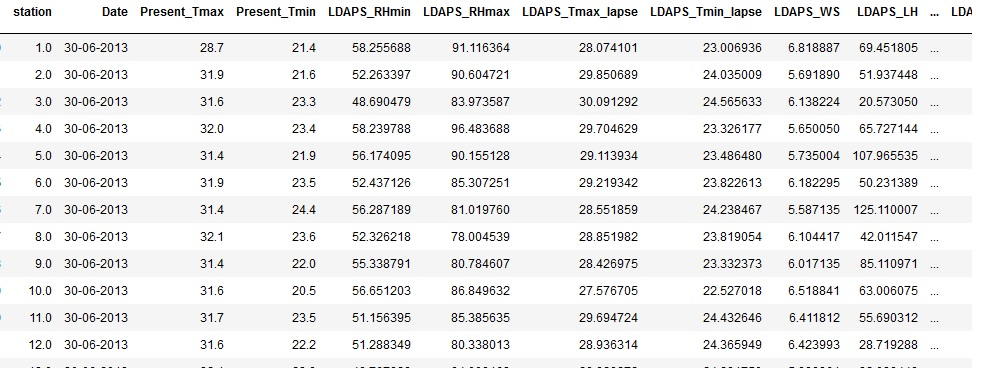 station Date Present_Tmax Present_Tmin LDAPS_RHmin LDAPS_RHmax LDAPS_Tmax_lapse LDAPS_Tmin_lapse LDAPS_WS LDAPS_LH ... LDA
1.0 30-06-2013 28.7 21.4 58.255688 91.116364 28.074101 23.006936 6.818887 69.451805 ...
2.0 30-06-2013 31.9 21.6 52.263397 90.604721 29.850689 24.035009 5.691890 51.937448 ...
3.0 30-06-2013 31.6 23.3 48.690479 83.973587 30.091292 24.565633 6.138224 20.573050 ...
4.0 30-06-2013 32.0 23.4 58.239788 96.483688 29.704629 23.326177 5.650050 65.727144 ...
5.0 30-06-2013 31.4 21.9 56.174095 90.155128 29.113934 23.486480 5.735004 107.965535 ...
6.0 30-06-2013 31.9 23.5 52.437126 85.307251 29.219342 23.822613 6.182295 50.231389 ...
7.0 30-06-2013 31.4 24.4 56.287189 81.019760 28.551859 24.238467 5.587135 125.110007 ...
8.0 30-06-2013 32.1 23.6 52.326218 78.004539 28.851982 23.819054 6.104417 42.011547 ...
9.0 30-06-2013 31.4 22.0 55.338791 80.784607 28.426975 23.332373 6.017135 85.110971 ...
10.0 30-06-2013 31.6 20.5 56.651203 86.849632 27.576705 22.527018 6.518841 63.006075 ...
11.0 30-06-2013 31.7 23.5 51.156395 85.385635 29.694724 24.432646 6.411812 55.690312 ...
12.0 30-06-2013 31.6 22.2 51.288349 80.338013 28.936314 24.365949 6.423993 28.719288 ...